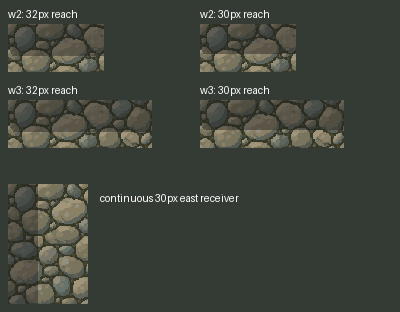 w2: 32px reach
w2: 30px reach
w3: 32px reach
w3: 30px reach
continuous 30px east receiver